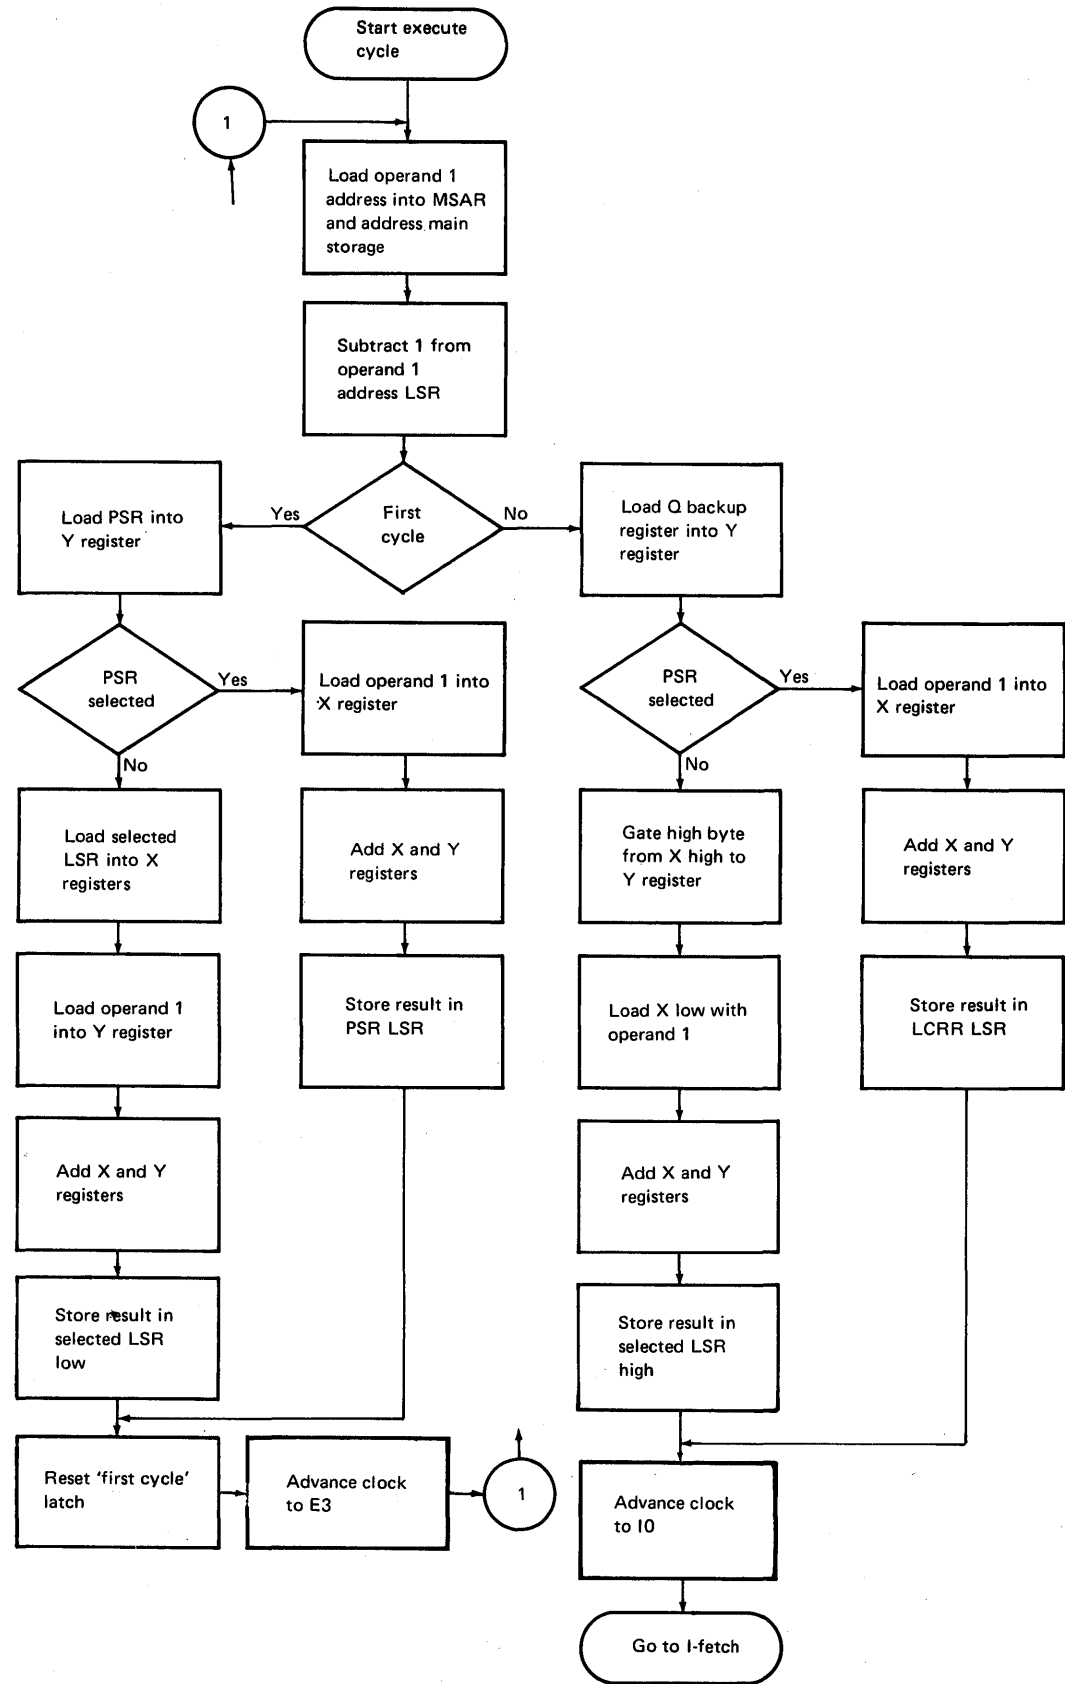 Start execute
cycle
1
Load operand 1
address into MSAR
and address main
storage
Subtract 1 from
operand 1
address LSR
First
cycle
Yes
No
Load PSR into
Y register
PSR
selected
Yes
No
Load operand 1 into
X register
Load selected
LSR into X
registers
Add X and Y
registers
Load operand 1
into Y register
Store result in
PSR LSR
Add X and Y
registers
Store result in
selected LSR
low
Reset 'first cycle'
latch
Advance clock
to E3
1
Load Q backup
register into Y
register
PSR
selected
Yes
No
Load operand 1 into
X register
Gate high byte
from X high to
Y register
Add X and Y
registers
Load X low with
operand 1
Store result in
LCRR LSR
Add X and Y
registers
Store result in
selected LSR
high
Advance clock
to I0
Go to I-fetch